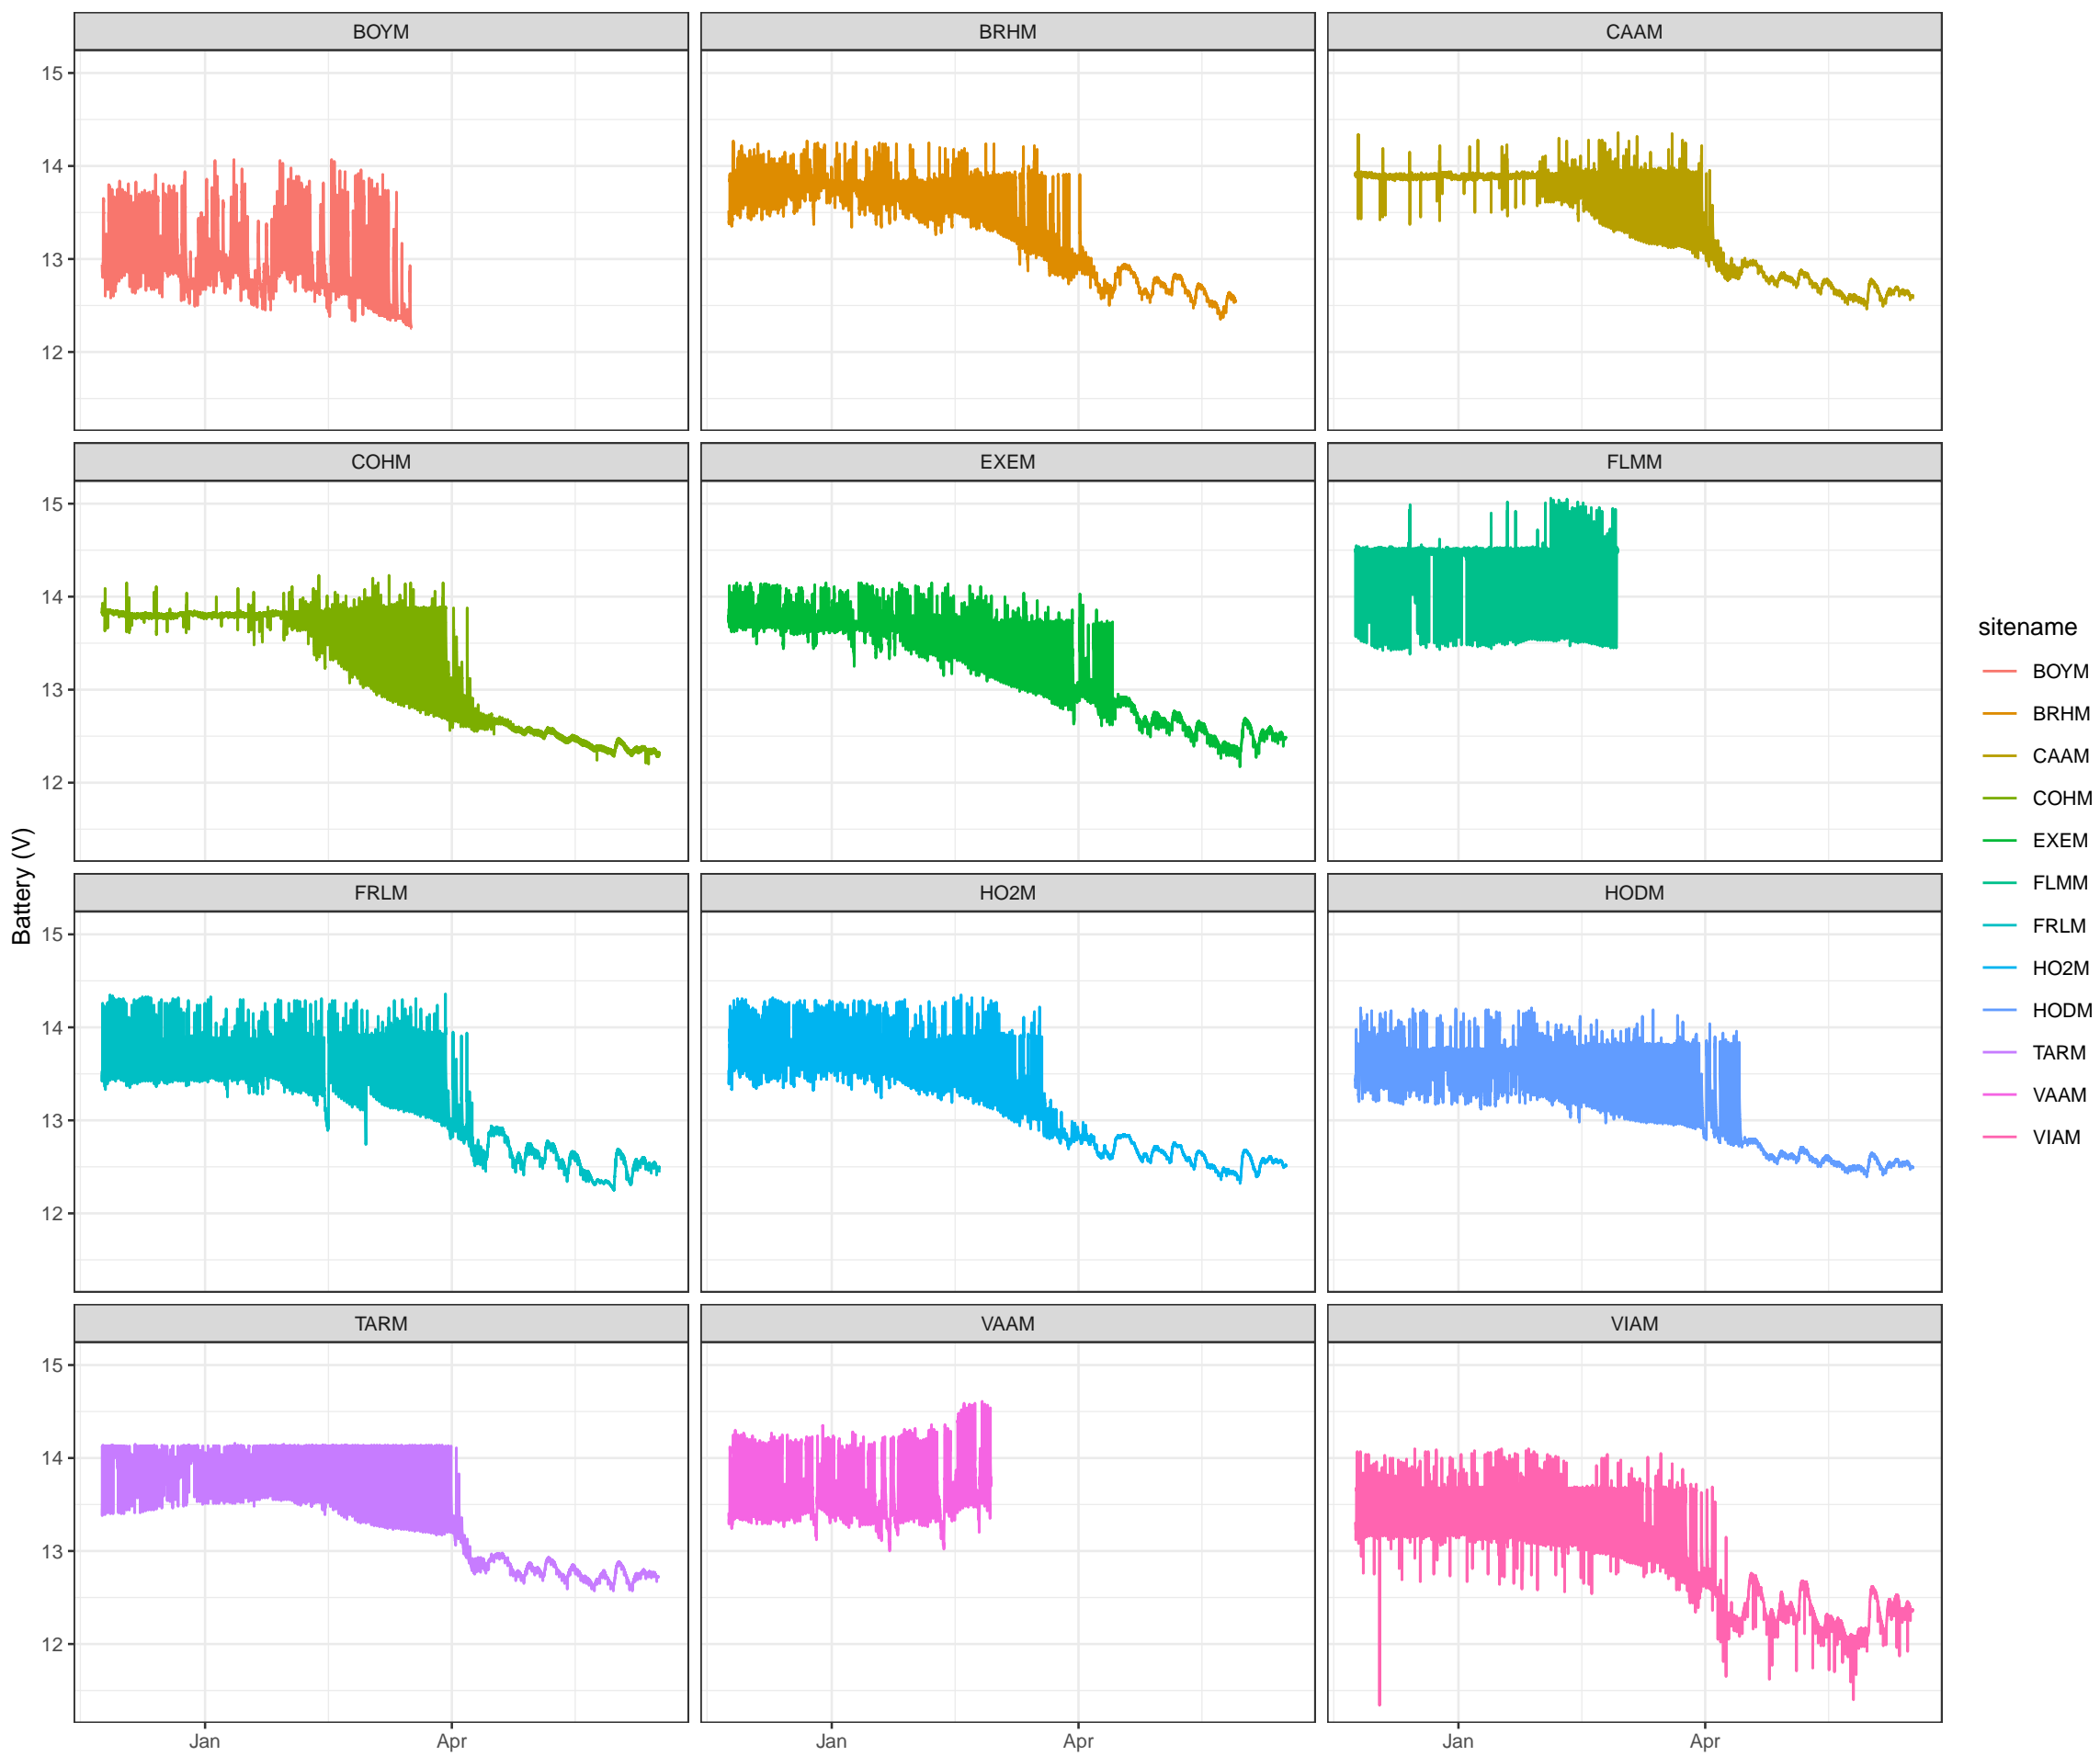 BOYM BRHM CAAM
15
14
13
12
COHM EXEM FLMM
15
14
13
12
FRLM HO2M HODM
15
14
13
12
TARM VAAM VIAM
15
14
13
12
Jan Apr Jan Apr Jan Apr
Battery (V)
sitename
BOYM
BRHM
CAAM
COHM
EXEM
FLMM
FRLM
HO2M
HODM
TARM
VAAM
VIAM